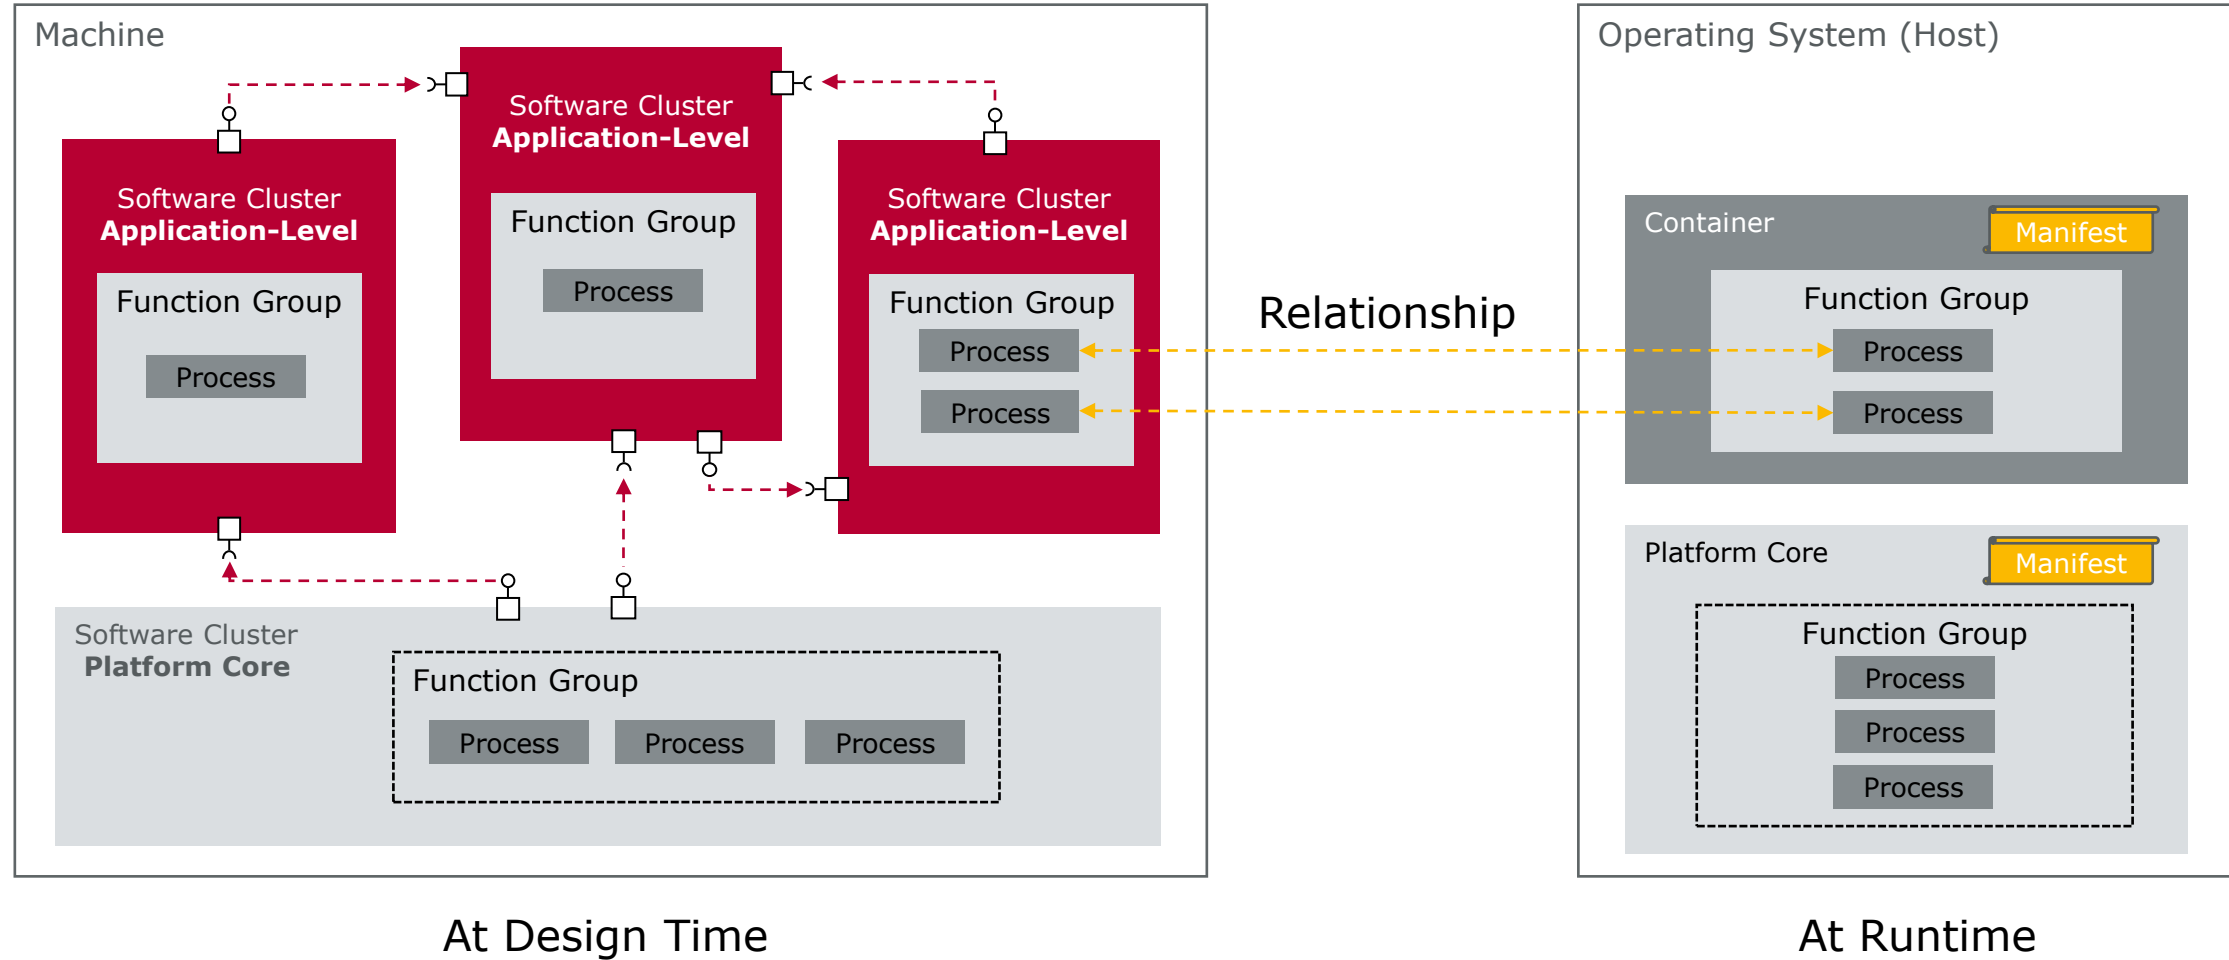 Machine
Software Cluster
Application-Level
Function Group
Process
Software Cluster
Application-Level
Function Group
Process
Software Cluster
Application-Level
Function Group
Process
Process
Software Cluster
Platform Core
Function Group
Process
Process
Process
At Design Time
Relationship
Operating System (Host)
Container
Manifest
Function Group
Process
Process
Platform Core
Manifest
Function Group
Process
Process
Process
At Runtime